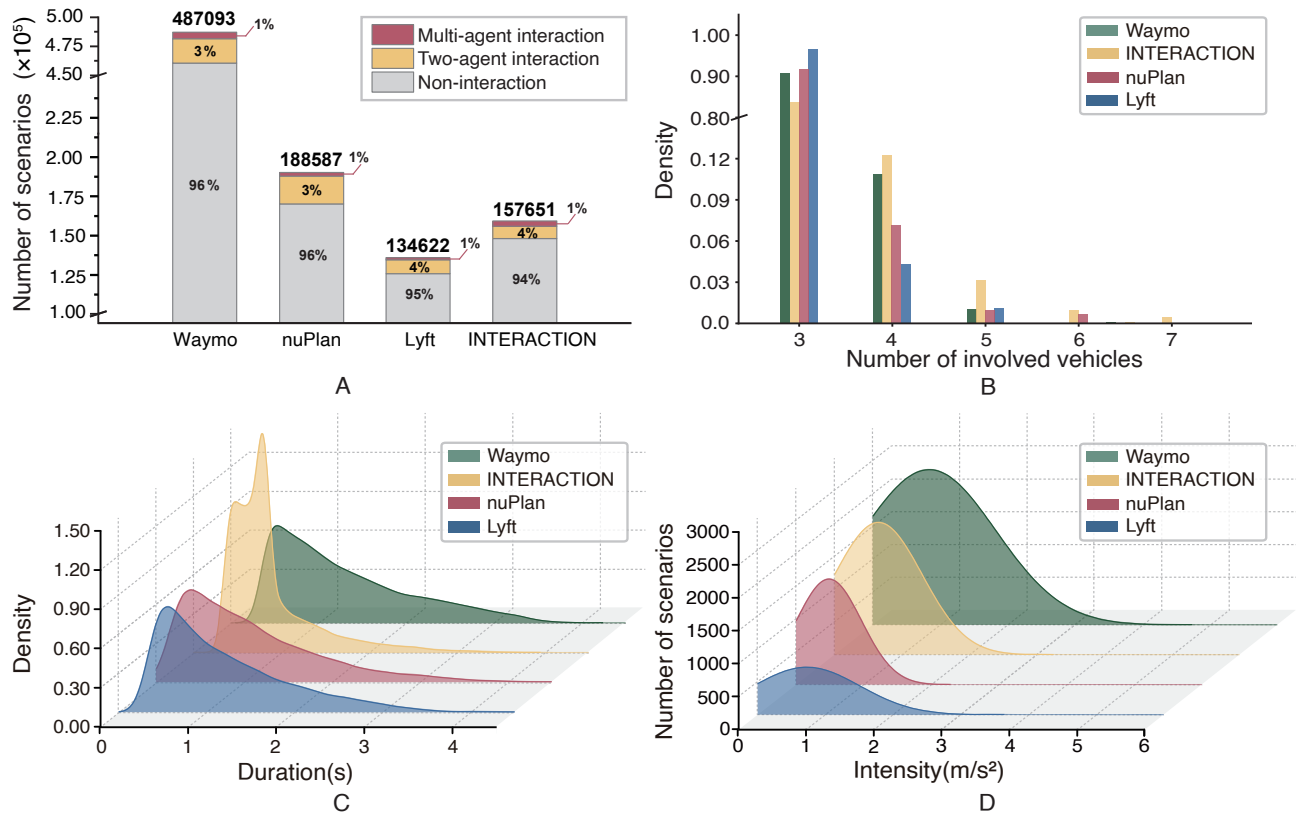 Number of scenarios (×10⁵)
5.00
4.75
4.50
2.25
2.00
1.75
1.50
1.25
1.00
487093
1%
3%
96%
188587
1%
3%
96%
134622
1%
4%
95%
157651
1%
4%
94%
Multi-agent interaction
Two-agent interaction
Non-interaction
Waymo nuPlan Lyft INTERACTION
A
Density
1.00
0.90
0.80
0.12
0.09
0.06
0.03
0.0
Waymo
INTERACTION
nuPlan
Lyft
3 4 5 6 7
Number of involved vehicles
B
Density
1.50
1.20
0.90
0.60
0.30
0.00
Waymo
INTERACTION
nuPlan
Lyft
0 1 2 3 4
Duration(s)
C
Number of scenarios
3000
2500
2000
1500
1000
500
0
Waymo
INTERACTION
nuPlan
Lyft
0 1 2 3 4 5 6
Intensity(m/s²)
D